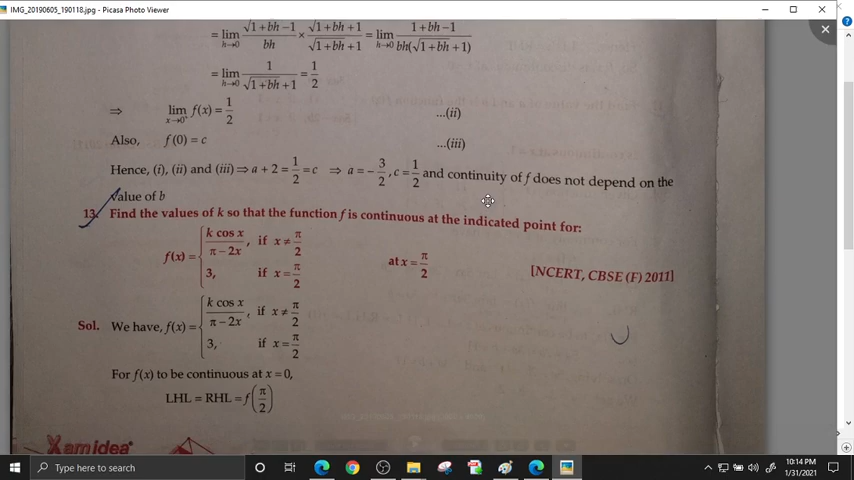 IMG_20190605_190118.jpg - Picasa Photo Viewer
= lim h→0 (√1+bh −1)/bh × (√1+bh +1)/(√1+bh +1) = lim h→0 (1+bh−1)/(bh(√1+bh +1))
= lim h→0 1/(√1+bh +1) = 1/2
⇒ lim x→0⁺ f(x) = 1/2 ...(ii)
Also, f(0) = c ...(iii)
Hence, (i), (ii) and (iii) ⇒ a + 2 = 1/2 = c ⇒ a = − 3/2, c = 1/2 and continuity of f does not depend on the
value of b
13. Find the values of k so that the function f is continuous at the indicated point for:
f(x) = { k cos x/(π − 2x), if x ≠ π/2
3, if x = π/2 at x = π/2 [NCERT, CBSE (F) 2011]
Sol. We have, f(x) = { k cos x/(π − 2x), if x ≠ π/2
3, if x = π/2
For f(x) to be continuous at x = 0,
LHL = RHL = f(π/2)
Xamidea
Type here to search
10:14 PM
1/31/2021